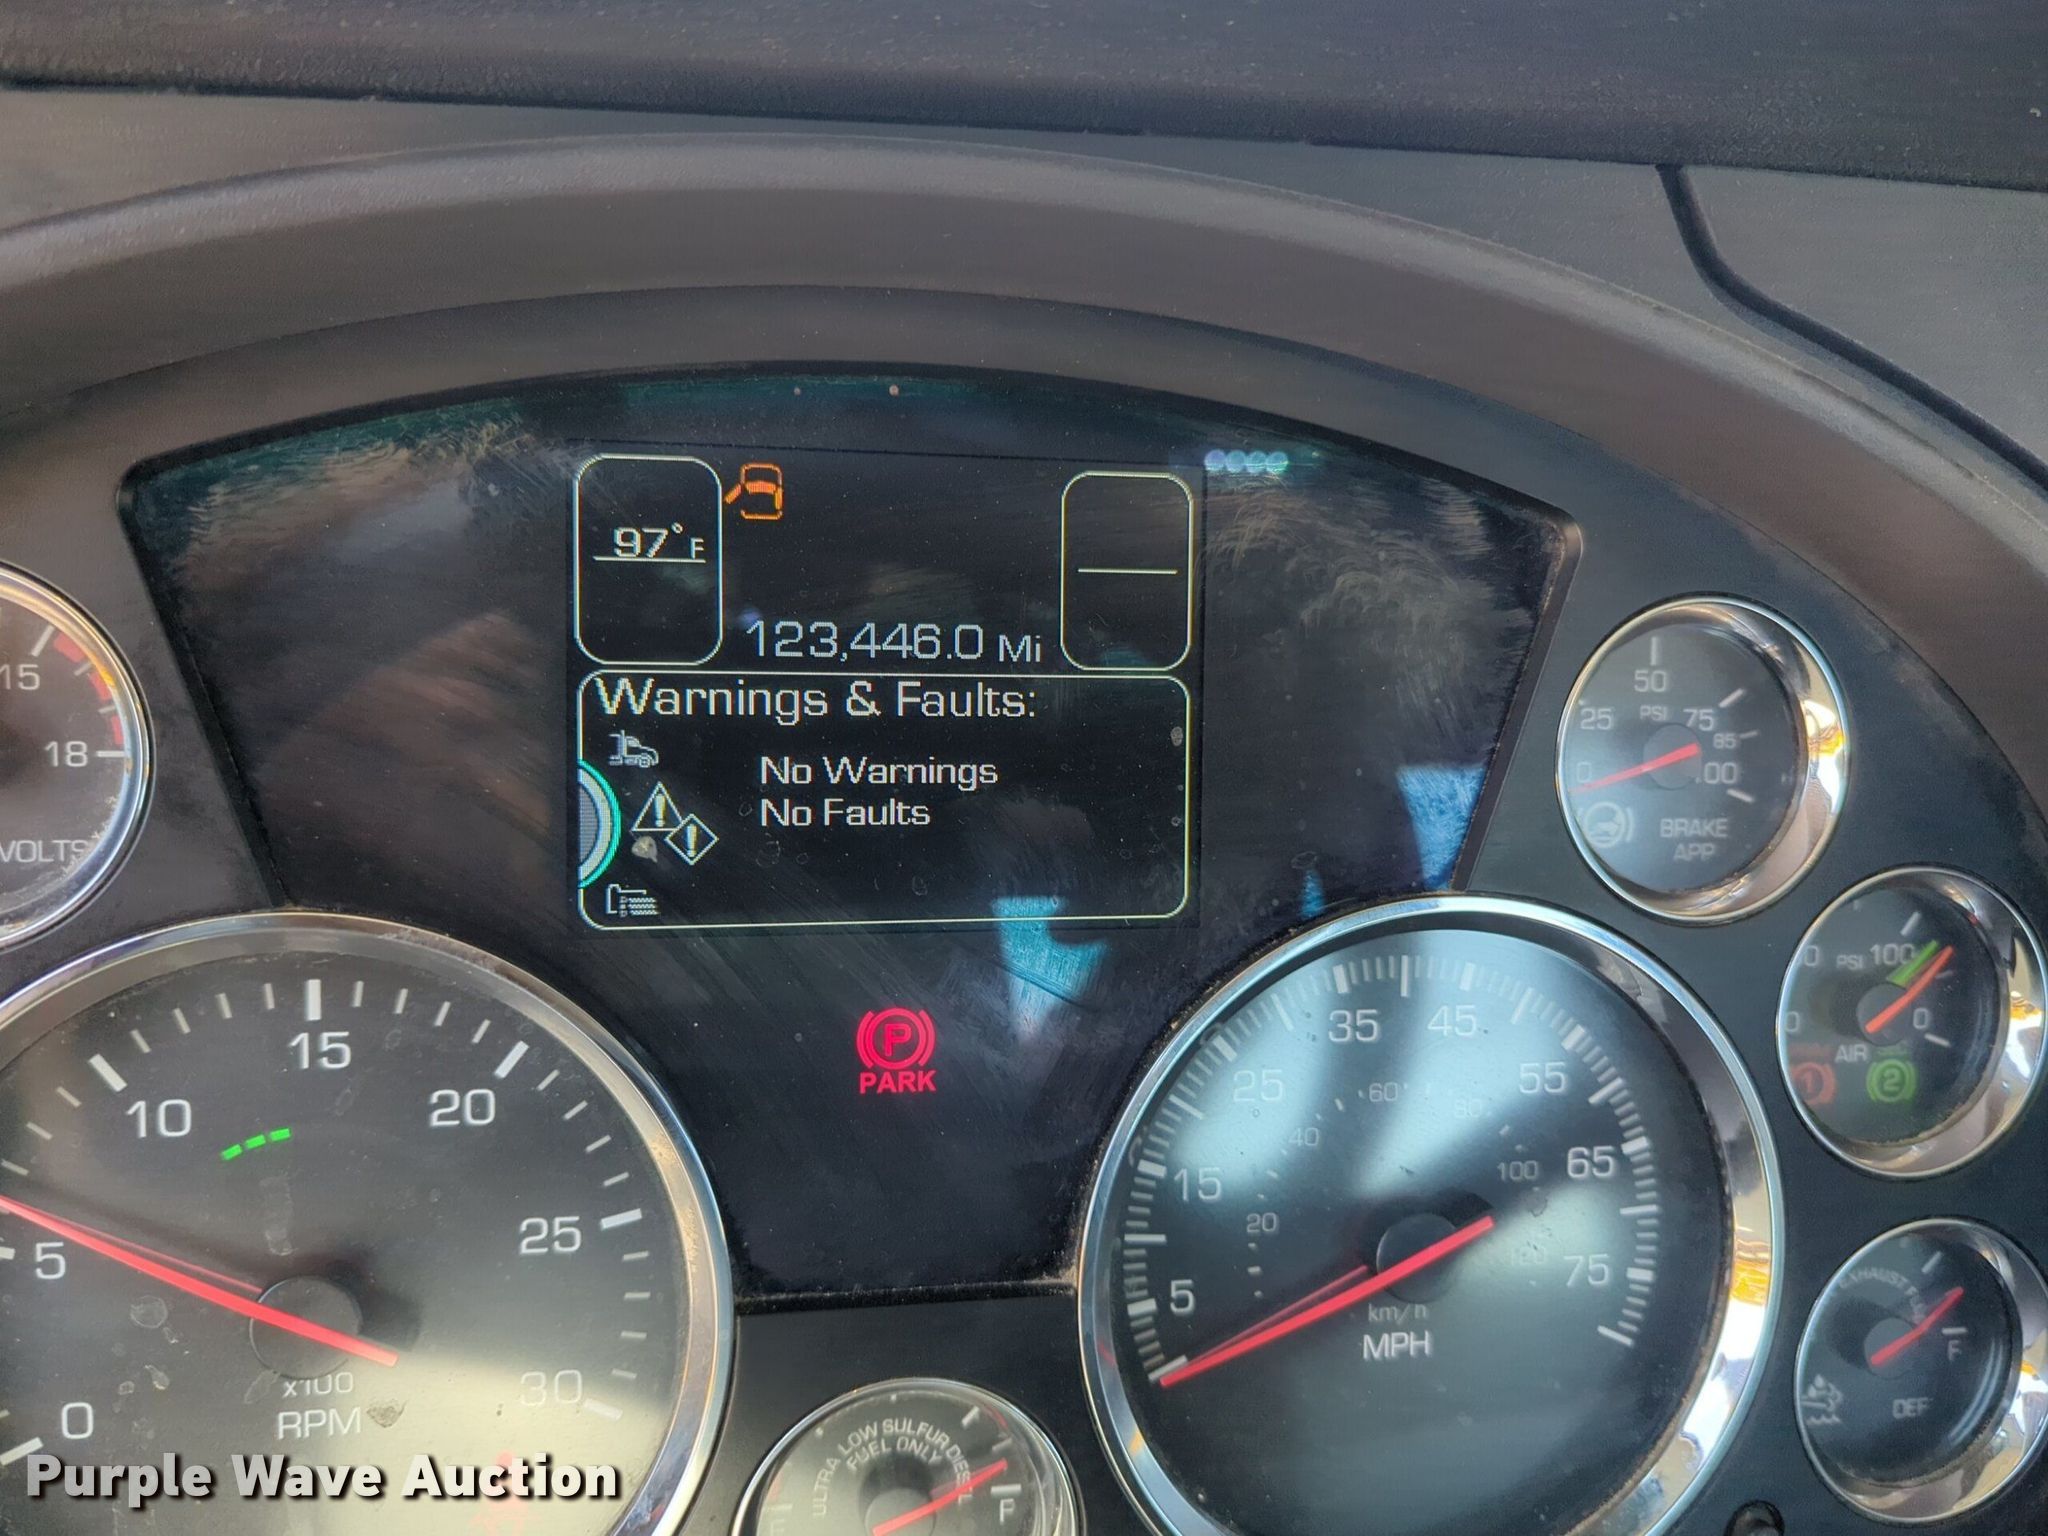 97°F
123,446.0 Mi
Warnings & Faults:
No Warnings
No Faults
PARK
15
18
VOLTS
0
5
10
15
20
25
30
x100
RPM
5
15
25
35
45
55
65
75
20
40
60
80
100
120
km/h
MPH
0
25
50
75
85
100
PSI
BRAKE
APP
PSI 100
0
AIR
1
2
ULTRA LOW SULFUR DIESEL
FUEL ONLY
F
F
DEF
Purple Wave Auction